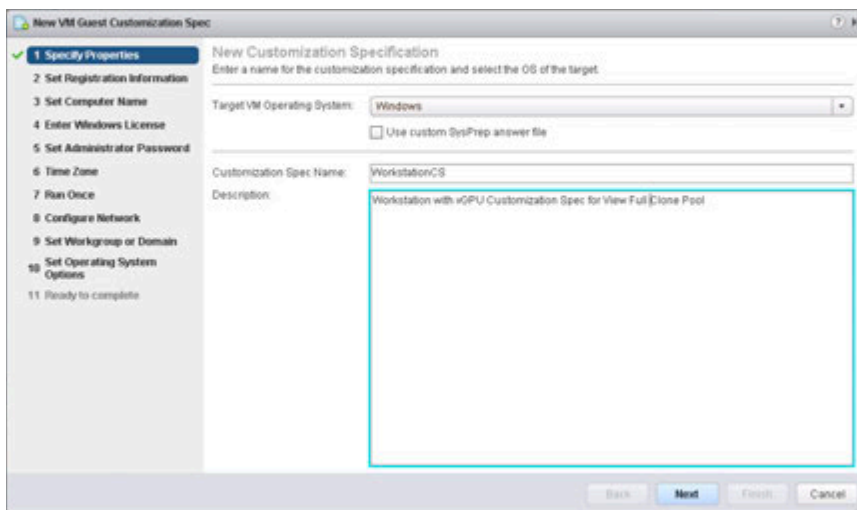 New VM Guest Customization Spec
1 Specify Properties
2 Set Registration Information
3 Set Computer Name
4 Enter Windows License
5 Set Administrator Password
6 Time Zone
7 Run Once
8 Configure Network
9 Set Workgroup or Domain
10 Set Operating System
Options
11 Ready to complete
New Customization Specification
Enter a name for the customization specification and select the OS of the target.
Target VM Operating System: Windows
Use custom SysPrep answer file
Customization Spec Name: WorkstationCS
Description: Workstation with vGPU Customization Spec for View Full Clone Pool
Back Next Finish Cancel